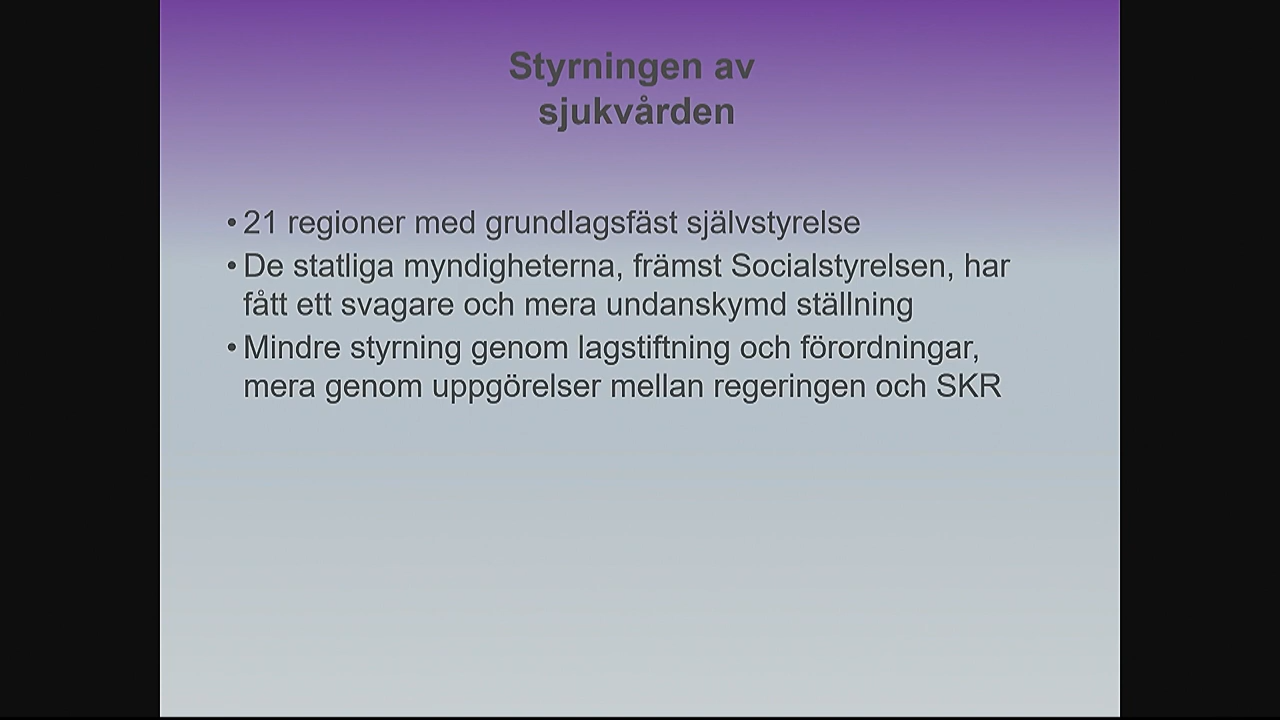 Styrningen av
sjukvården
• 21 regioner med grundlagsfäst självstyrelse
• De statliga myndigheterna, främst Socialstyrelsen, har
fått ett svagare och mera undanskymd ställning
• Mindre styrning genom lagstiftning och förordningar,
mera genom uppgörelser mellan regeringen och SKR